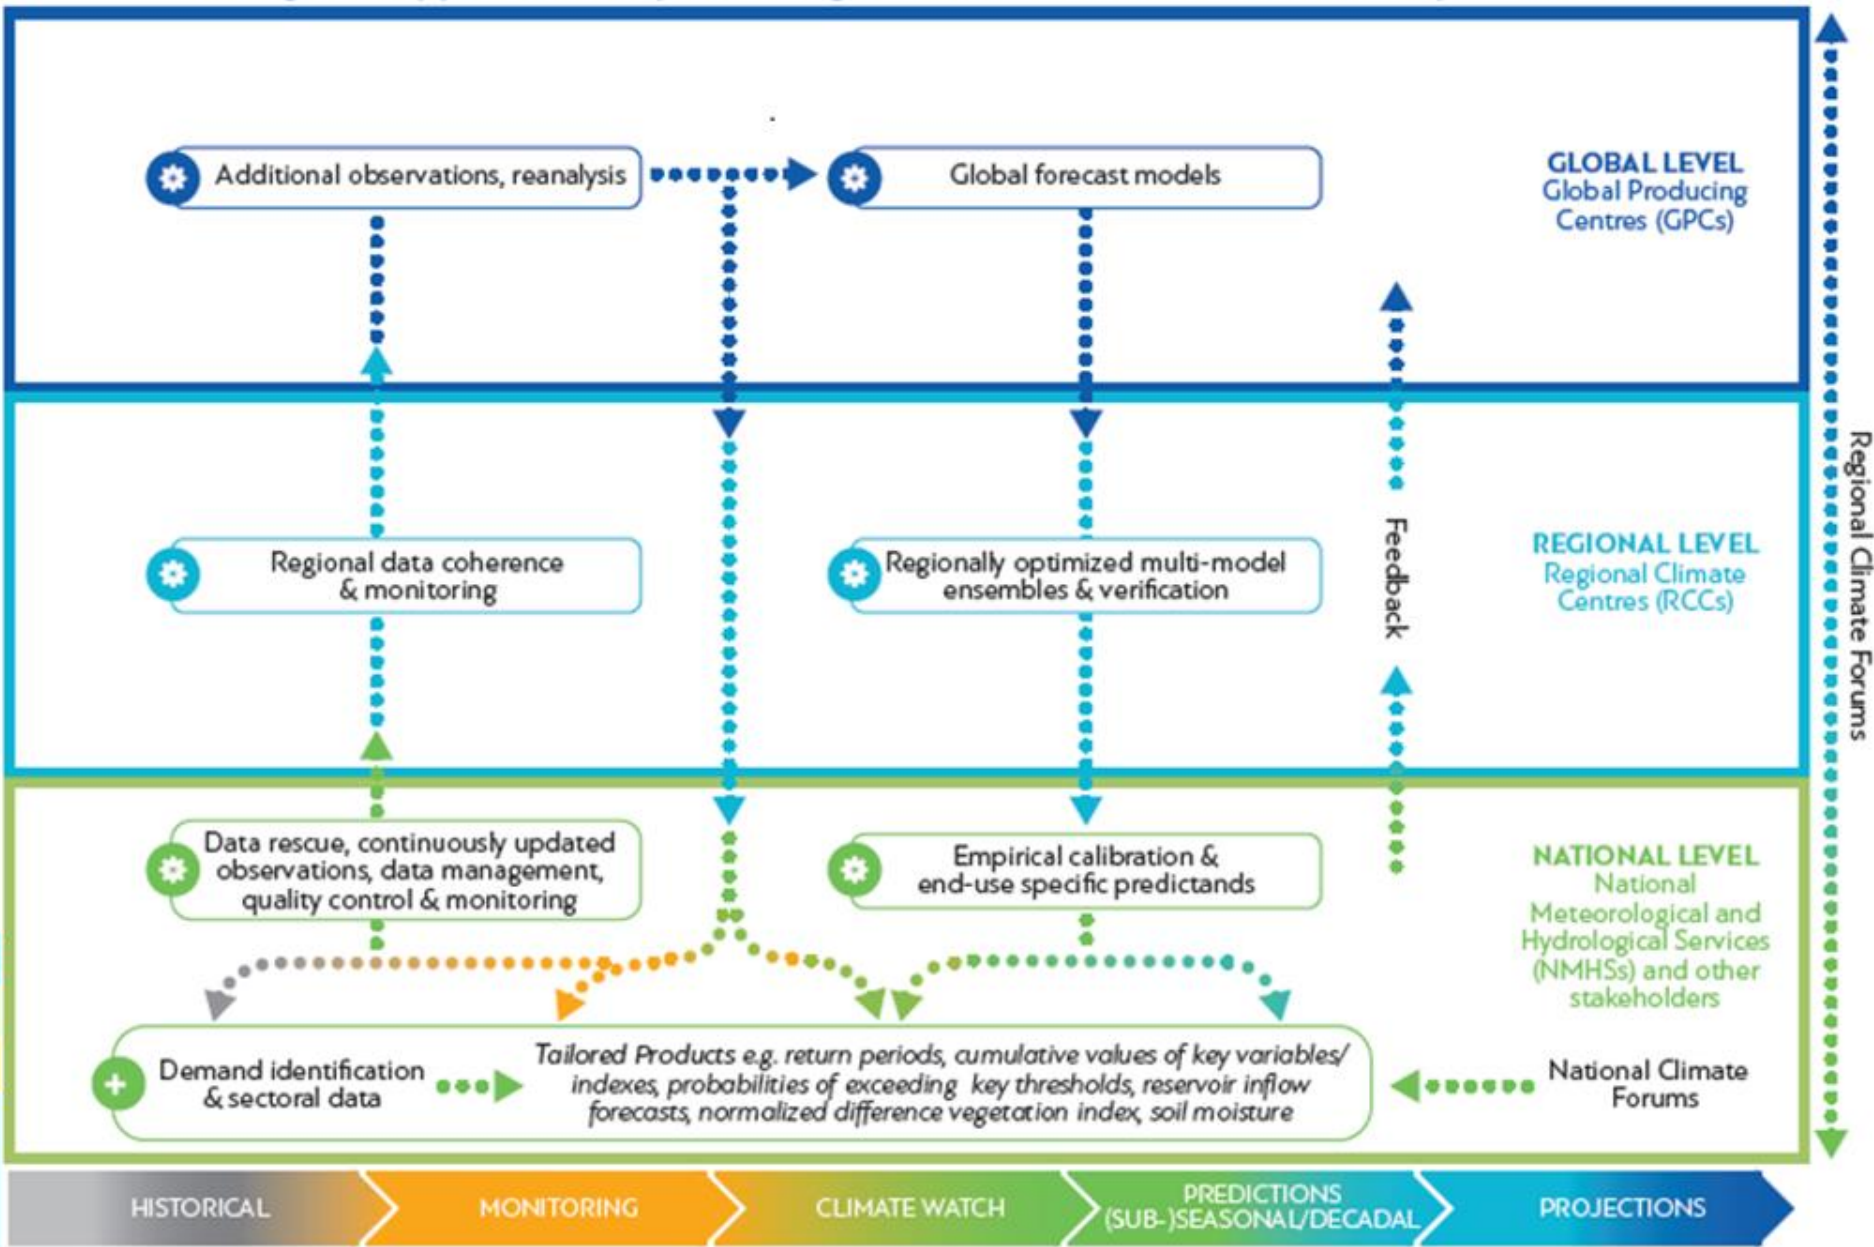 Additional observations, reanalysis
Global forecast models
GLOBAL LEVEL
Global Producing
Centres (GPCs)
Regional data coherence
& monitoring
Regionally optimized multi-model
ensembles & verification
Feedback
REGIONAL LEVEL
Regional Climate
Centres (RCCs)
Regional Climate Forums
Data rescue, continuously updated
observations, data management,
quality control & monitoring
Empirical calibration &
end-use specific predictands
NATIONAL LEVEL
National
Meteorological and
Hydrological Services
(NMHSs) and other
stakeholders
Demand identification
& sectoral data
Tailored Products e.g. return periods, cumulative values of key variables/
indexes, probabilities of exceeding key thresholds, reservoir inflow
forecasts, normalized difference vegetation index, soil moisture
National Climate
Forums
HISTORICAL
MONITORING
CLIMATE WATCH
PREDICTIONS
(SUB-)SEASONAL/DECADAL
PROJECTIONS